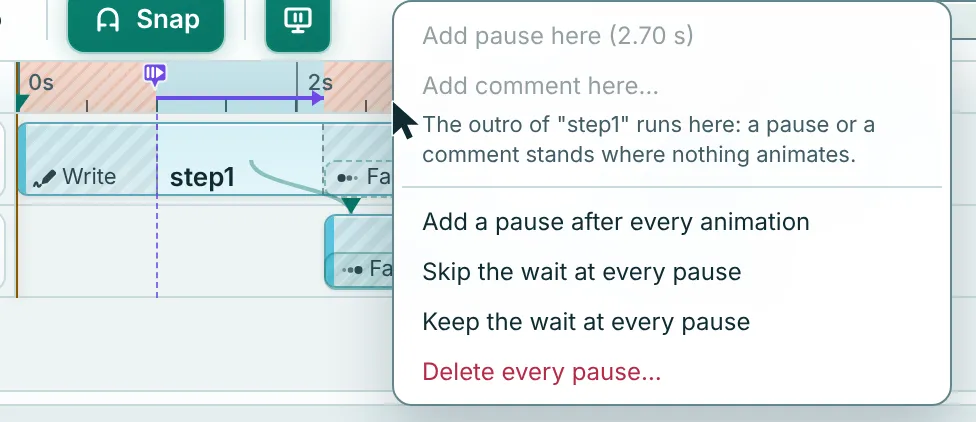 Snap
Add pause here (2.70 s)
Add comment here...
0s
2s
The outro of "step1" runs here: a pause or a
comment stands where nothing animates.
Write
step1
Fa
Add a pause after every animation
Skip the wait at every pause
Fa
Keep the wait at every pause
Delete every pause...